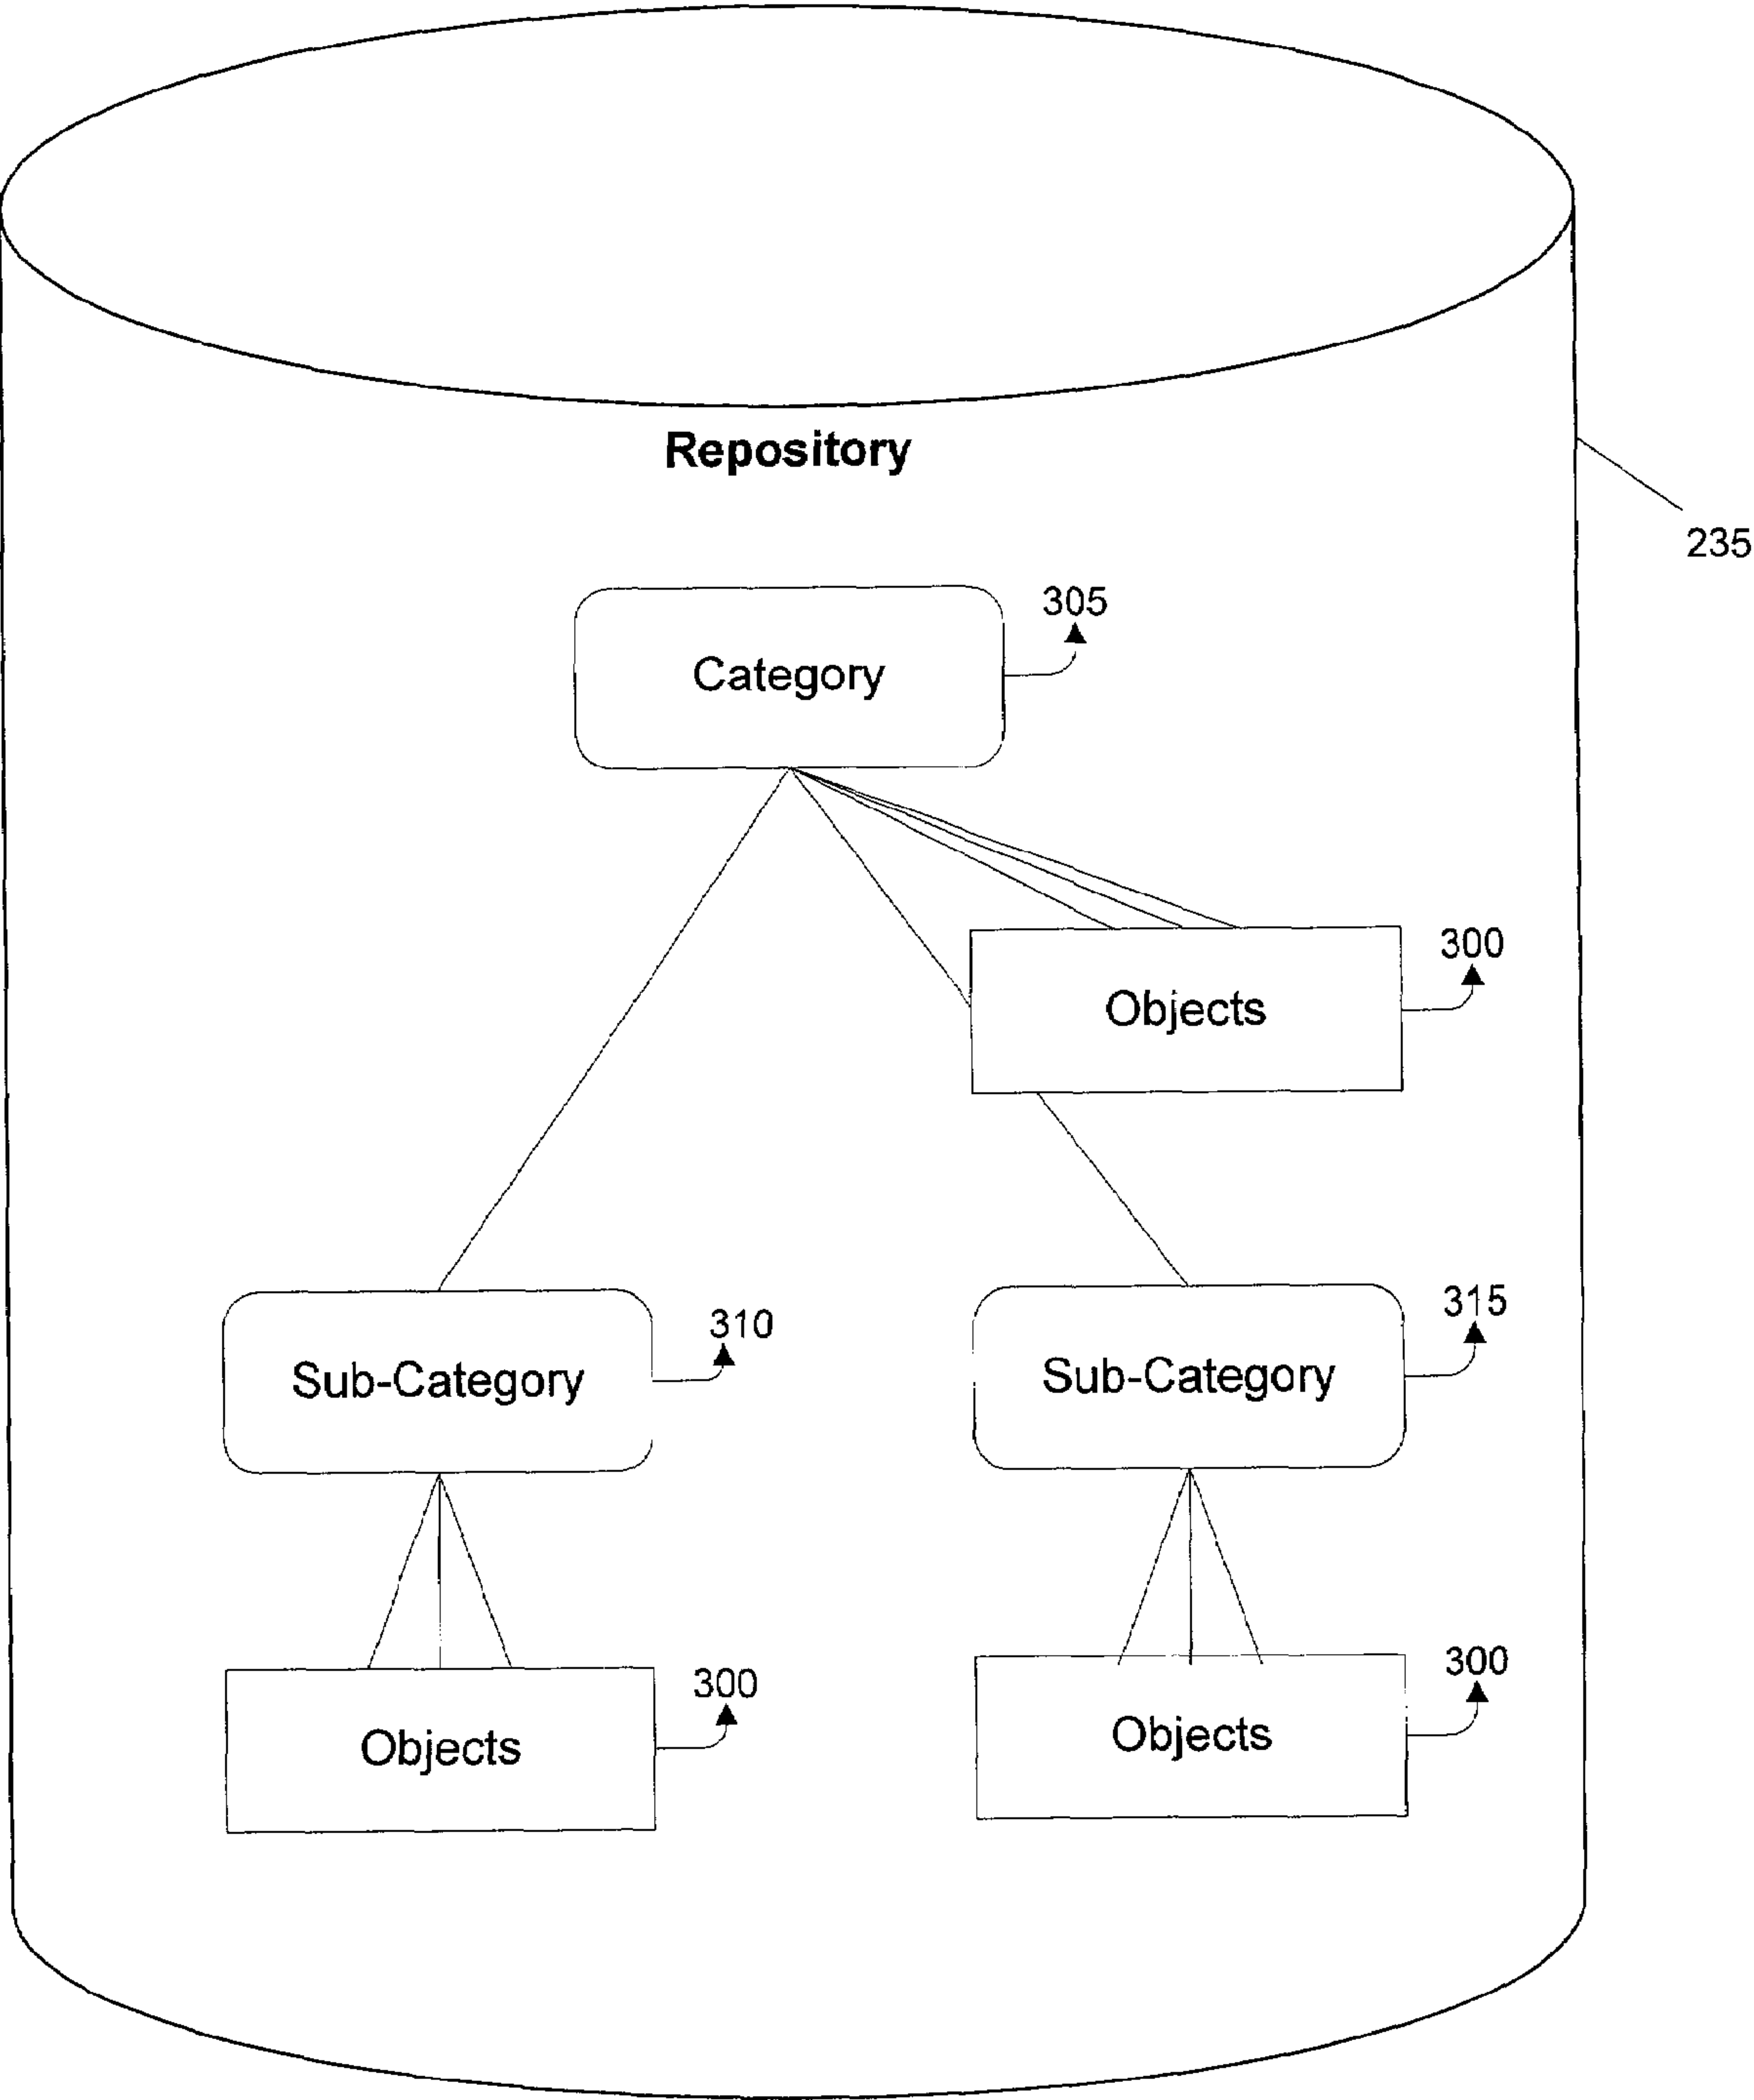 Repository
235
305
Category
300
Objects
310
Sub-Category
315
Sub-Category
300
Objects
300
Objects